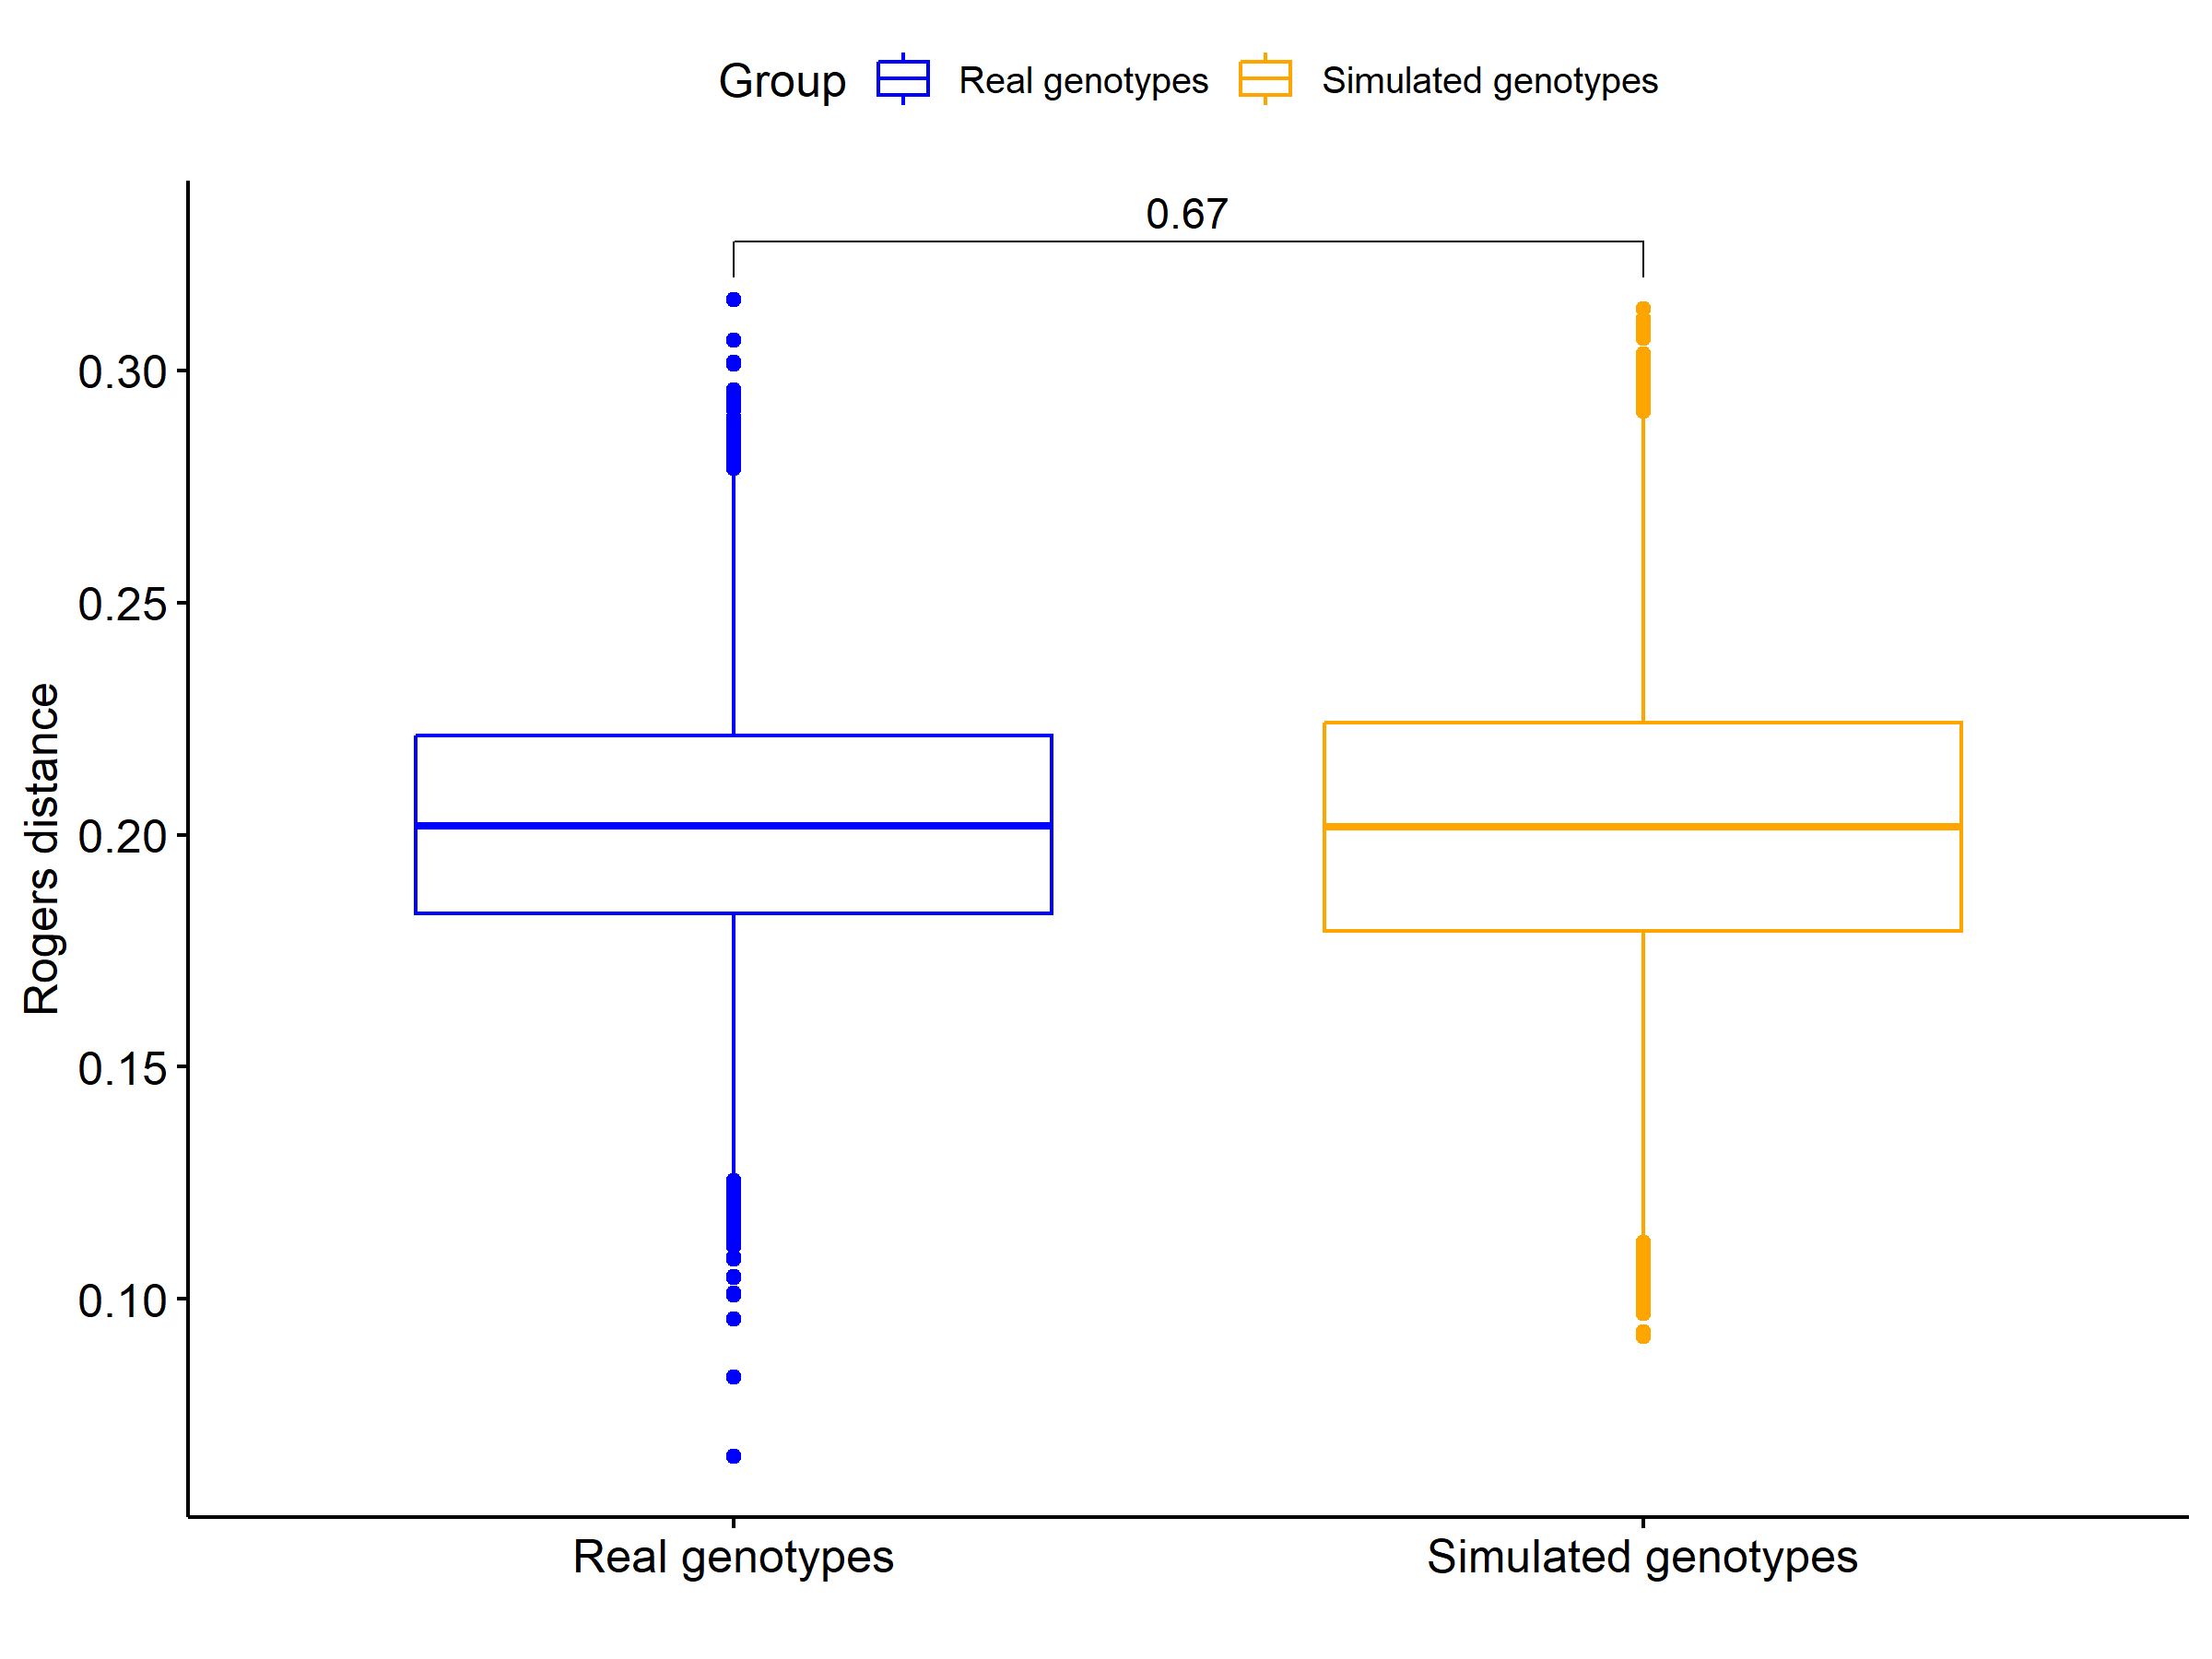 Group Real genotypes Simulated genotypes
0.67
0.30
0.25
0.20
0.15
0.10
Rogers distance
Real genotypes Simulated genotypes